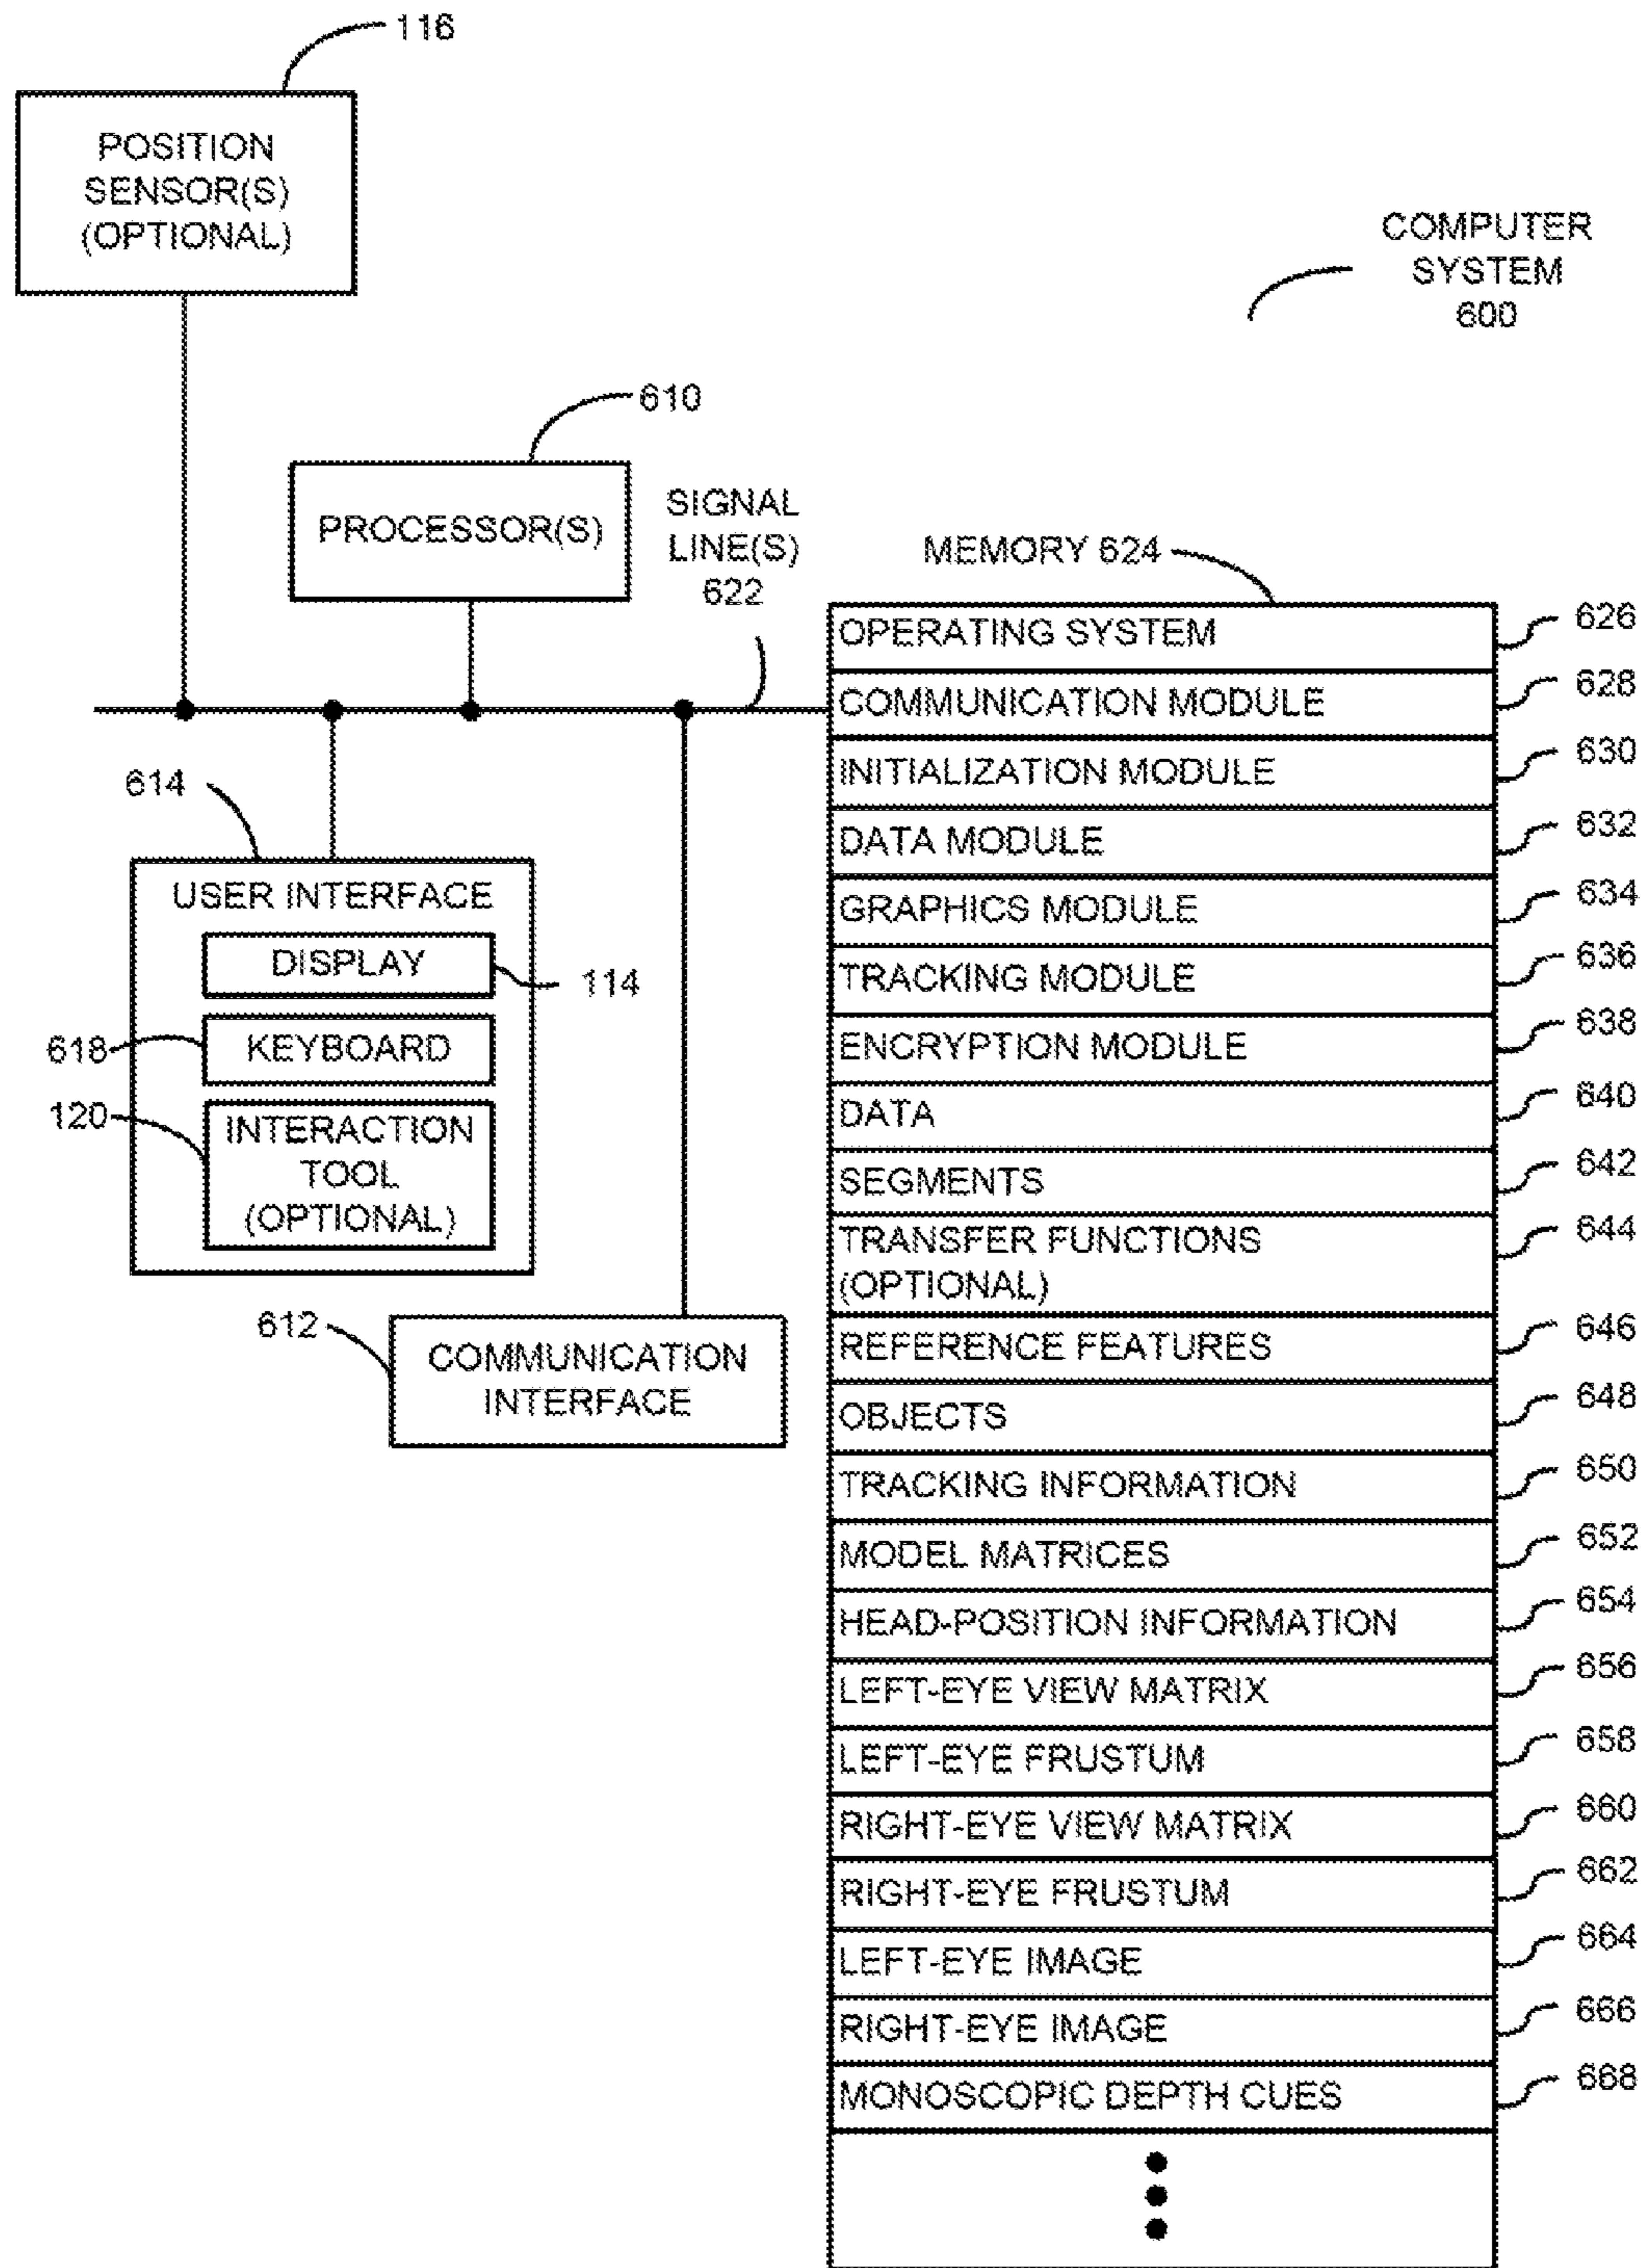 116
POSITION
SENSOR(S)
(OPTIONAL)
COMPUTER
SYSTEM
600
610
PROCESSOR(S)
SIGNAL
LINE(S)
622
MEMORY 624
OPERATING SYSTEM
626
COMMUNICATION MODULE
628
INITIALIZATION MODULE
630
DATA MODULE
632
GRAPHICS MODULE
634
TRACKING MODULE
636
ENCRYPTION MODULE
638
DATA
640
SEGMENTS
642
TRANSFER FUNCTIONS
(OPTIONAL)
644
REFERENCE FEATURES
646
OBJECTS
648
TRACKING INFORMATION
650
MODEL MATRICES
652
HEAD-POSITION INFORMATION
654
LEFT-EYE VIEW MATRIX
656
LEFT-EYE FRUSTUM
658
RIGHT-EYE VIEW MATRIX
660
RIGHT-EYE FRUSTUM
662
LEFT-EYE IMAGE
664
RIGHT-EYE IMAGE
666
MONOSCOPIC DEPTH CUES
668
614
USER INTERFACE
DISPLAY
114
618
KEYBOARD
120
INTERACTION
TOOL
(OPTIONAL)
612
COMMUNICATION
INTERFACE